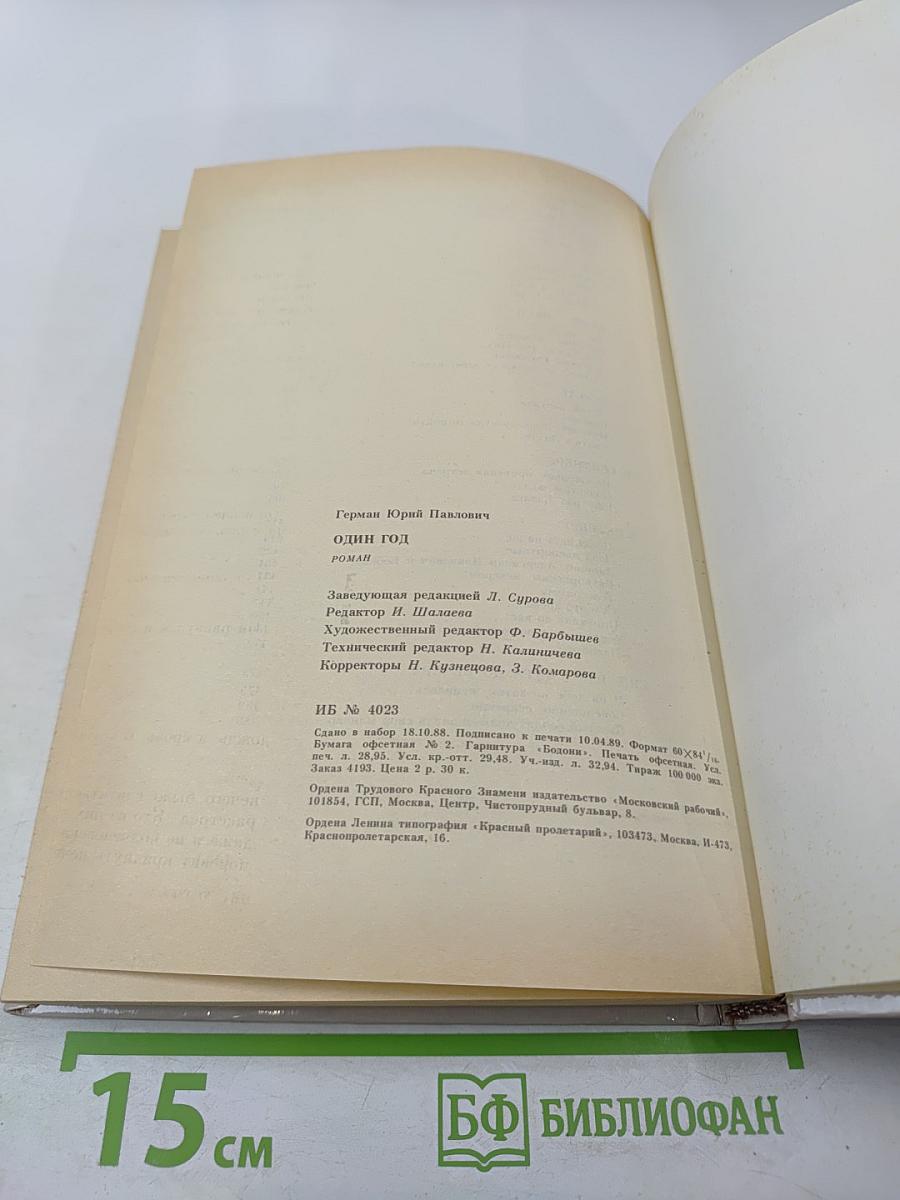 Герман Юрий Павлович
ОДИН ГОД
РОМАН
Заведующая редакцией Л. Сурова
Редактор И. Шалаева
Художественный редактор Ф. Барбышев
Технический редактор Н. Калиничева
Корректоры Н. Кузнецова, З. Комарова
ИБ № 4023
Сдано в набор 18.10.88. Подписано к печати 10.04.89. Формат 60×84¹/₁₆.
Бумага офсетная № 2. Гарнитура «Бодони». Печать офсетная. Усл.
печ. л. 28,95. Усл. кр.-отт. 29,48. Уч.-изд. л. 32,94. Тираж 100 000 экз.
Заказ 4193. Цена 2 р. 30 к.
Ордена Трудового Красного Знамени издательство «Московский рабочий»,
101854, ГСП, Москва, Центр, Чистопрудный бульвар, 8.
Ордена Ленина типография «Красный пролетарий», 103473, Москва, И-473,
Краснопролетарская, 16.
15 см
БФ БИБЛИОФАН